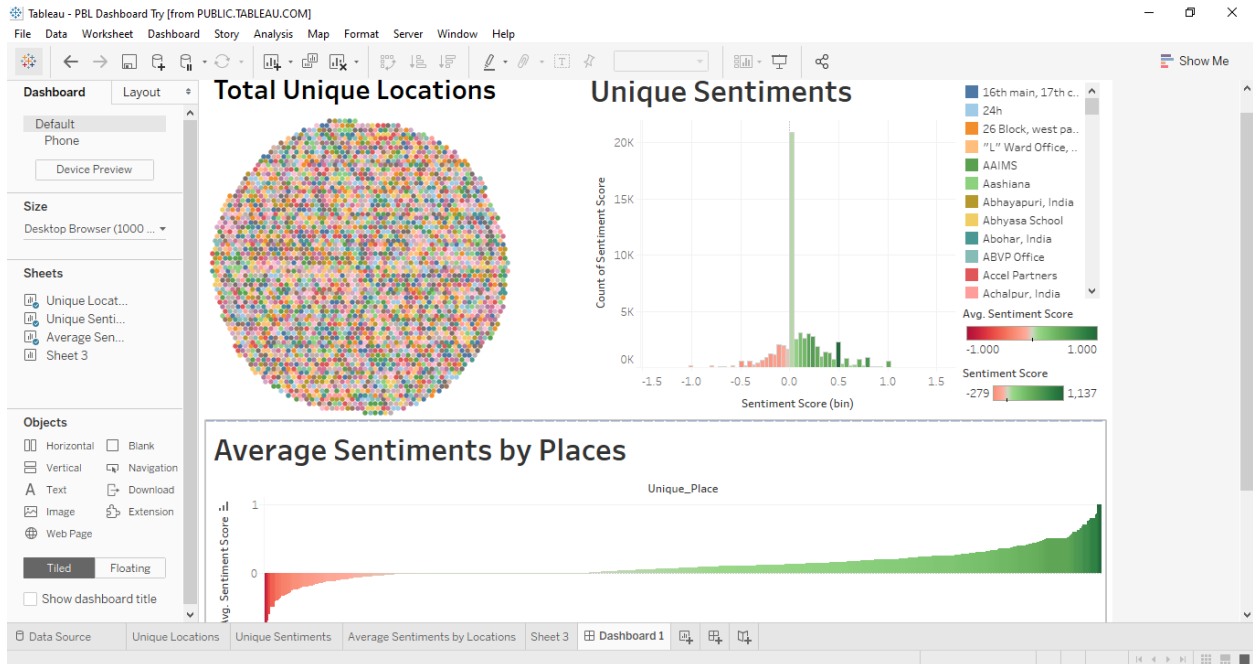 Tableau - PBL Dashboard Try [from PUBLIC.TABLEAU.COM]
File Data Worksheet Dashboard Story Analysis Map Format Server Window Help
Show Me
Dashboard Layout
Default
Phone
Device Preview
Size
Desktop Browser (1000 ...
Sheets
Unique Locat...
Unique Senti...
Average Sen...
Sheet 3
Objects
Horizontal Blank
Vertical Navigation
A Text Download
Image Extension
Web Page
Tiled Floating
Show dashboard title
Total Unique Locations
Unique Sentiments
Count of Sentiment Score
20K
15K
10K
5K
0K
-1.5 -1.0 -0.5 0.0 0.5 1.0 1.5
Sentiment Score (bin)
16th main, 17th c..
24h
26 Block, west pa..
"L" Ward Office, ..
AAIMS
Aashiana
Abhayapuri, India
Abhyasa School
Abohar, India
ABVP Office
Accel Partners
Achalpur, India
Avg. Sentiment Score
-1.000 1.000
Sentiment Score
-279 1,137
Average Sentiments by Places
Unique_Place
Avg. Sentiment Score
1
0
Data Source Unique Locations Unique Sentiments Average Sentiments by Locations Sheet 3 Dashboard 1